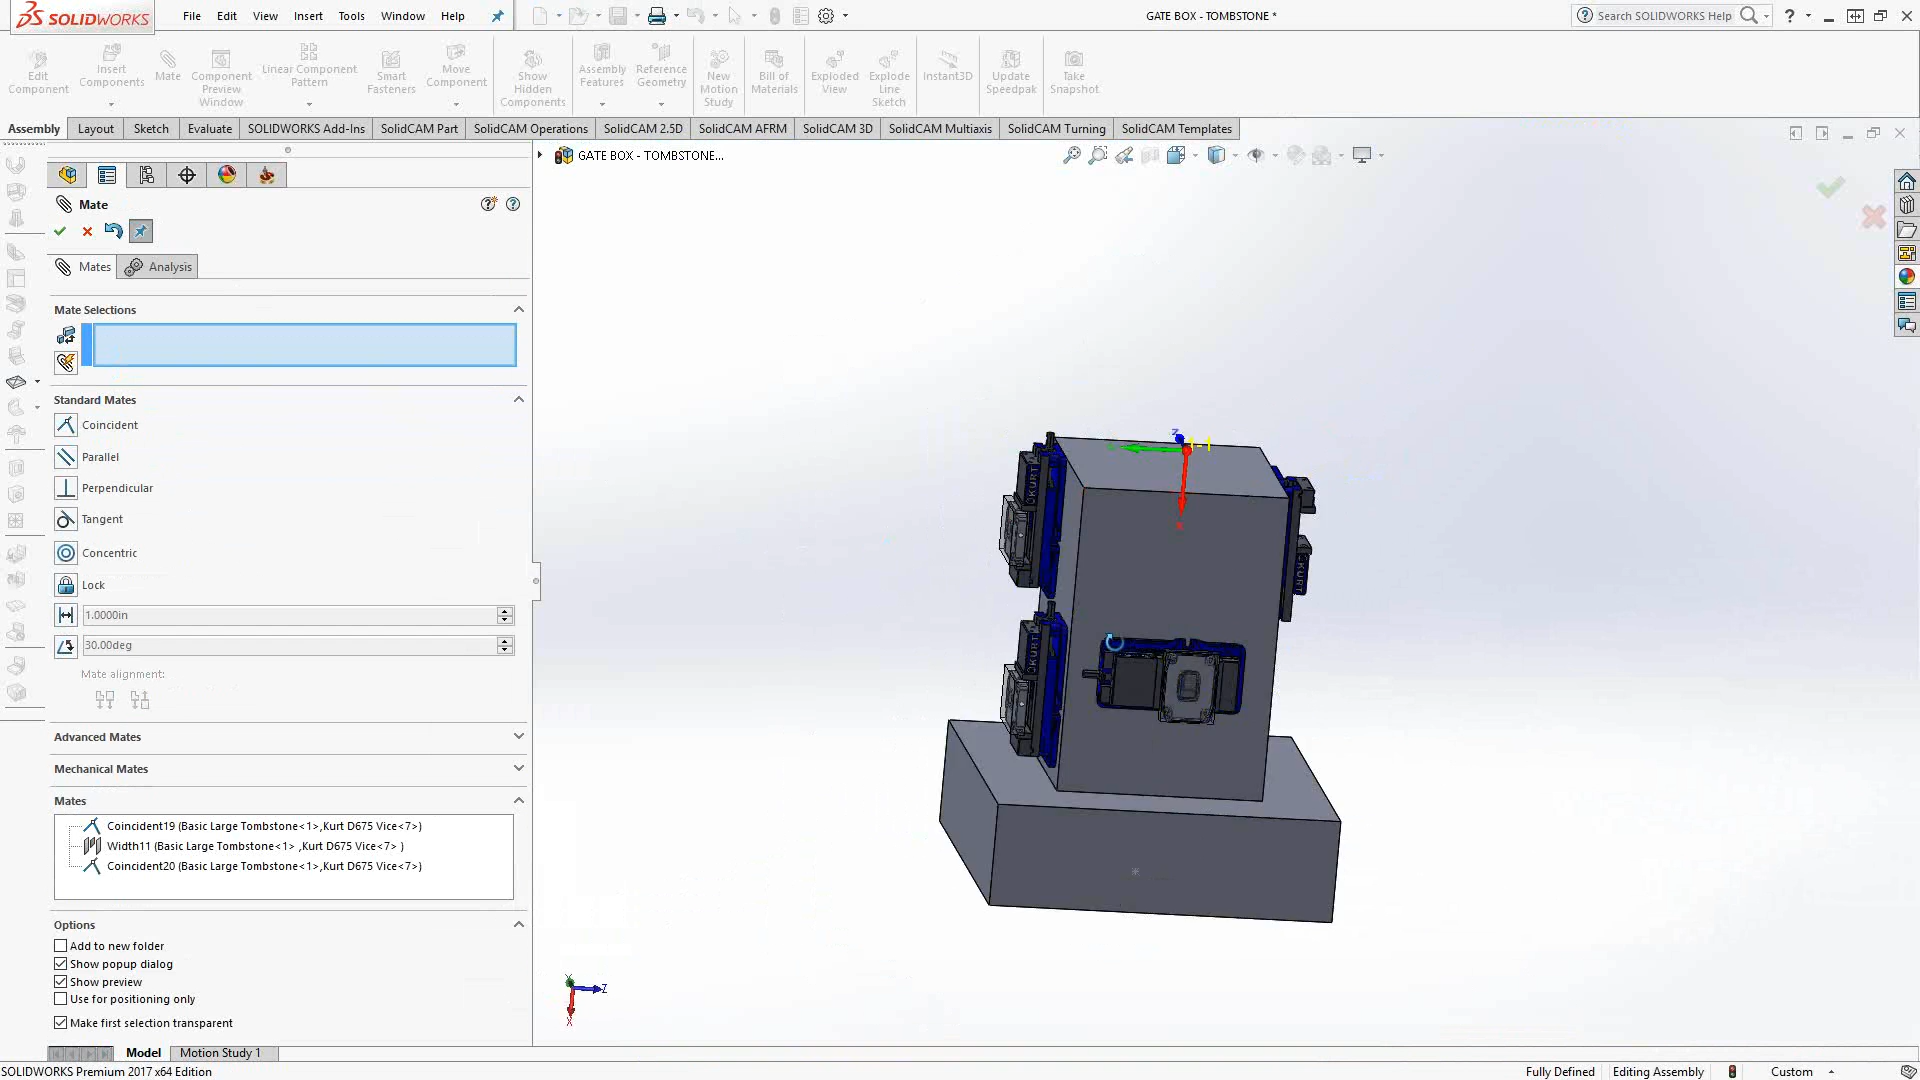 SOLIDWORKS
File Edit View Insert Tools Window Help
GATE BOX - TOMBSTONE *
Search SOLIDWORKS Help
Edit Component
Insert Components
Mate
Component Preview Window
Linear Component Pattern
Smart Fasteners
Move Component
Show Hidden Components
Assembly Features
Reference Geometry
New Motion Study
Bill of Materials
Exploded View
Explode Line Sketch
Instant3D
Update Speedpak
Take Snapshot
Assembly Layout Sketch Evaluate SOLIDWORKS Add-Ins SolidCAM Part SolidCAM Operations SolidCAM 2.5D SolidCAM AFRM SolidCAM 3D SolidCAM Multiaxis SolidCAM Turning SolidCAM Templates
GATE BOX - TOMBSTONE...
Mate
Mates Analysis
Mate Selections
Standard Mates
Coincident
Parallel
Perpendicular
Tangent
Concentric
Lock
1.0000in
30.00deg
Mate alignment:
Advanced Mates
Mechanical Mates
Mates
Coincident19 (Basic Large Tombstone<1>,Kurt D675 Vice<7>)
Width11 (Basic Large Tombstone<1> ,Kurt D675 Vice<7> )
Coincident20 (Basic Large Tombstone<1>,Kurt D675 Vice<7>)
Options
Add to new folder
Show popup dialog
Show preview
Use for positioning only
Make first selection transparent
Z
X
KURT
KURT
KURT
Y
Z
X
Model Motion Study 1
SOLIDWORKS Premium 2017 x64 Edition
Fully Defined Editing Assembly Custom